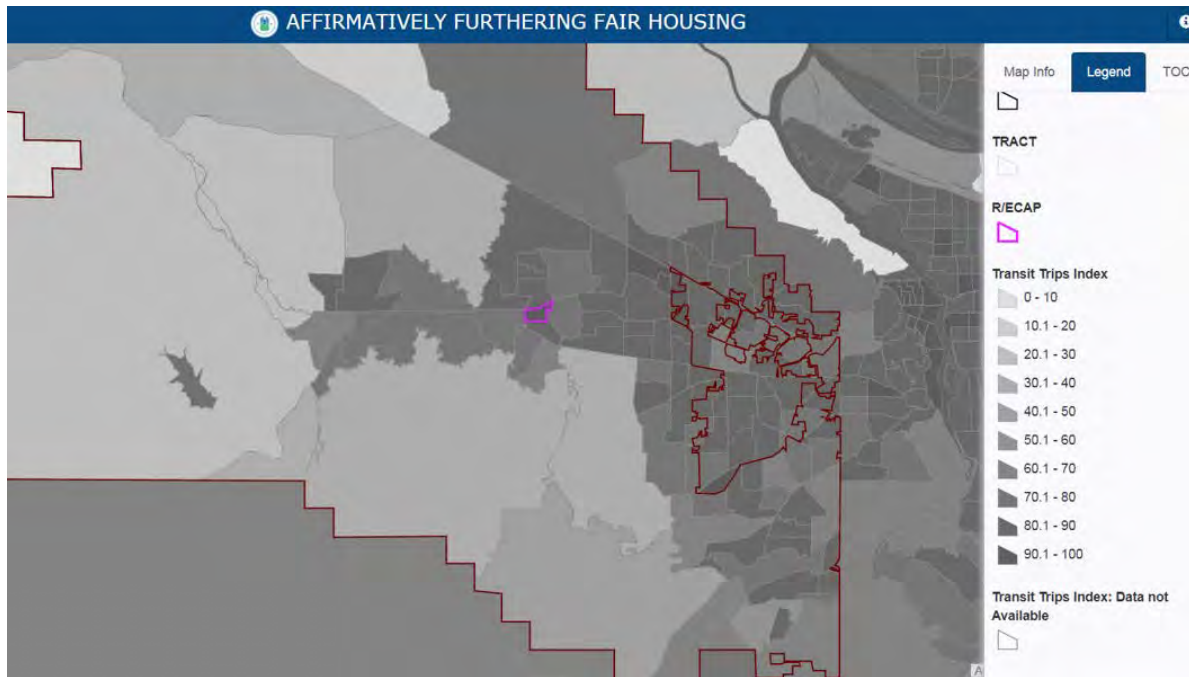 AFFIRMATIVELY FURTHERING FAIR HOUSING
Map Info Legend TOC
TRACT
R/ECAP
Transit Trips Index
0 - 10
10.1 - 20
20.1 - 30
30.1 - 40
40.1 - 50
50.1 - 60
60.1 - 70
70.1 - 80
80.1 - 90
90.1 - 100
Transit Trips Index: Data not
Available
A